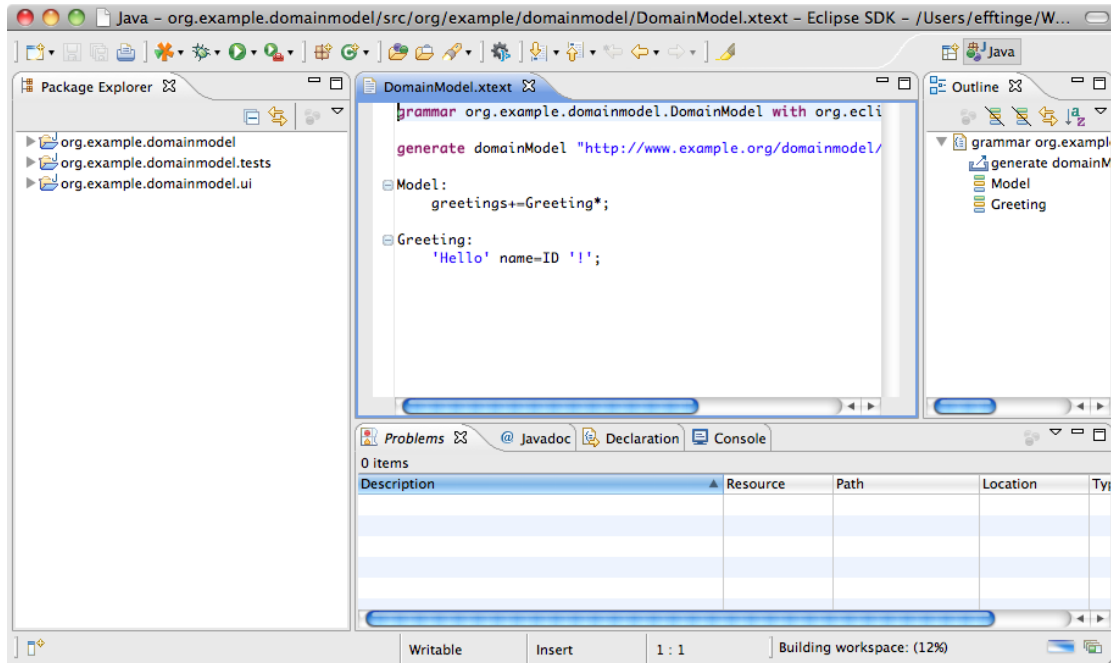 Java – org.example.domainmodel/src/org/example/domainmodel/DomainModel.xtext – Eclipse SDK – /Users/efftinge/W...
Java
Package Explorer
org.example.domainmodel
org.example.domainmodel.tests
org.example.domainmodel.ui
DomainModel.xtext
grammar org.example.domainmodel.DomainModel with org.ecli
generate domainModel "http://www.example.org/domainmodel/
Model:
greetings+=Greeting*;
Greeting:
'Hello' name=ID '!';
Outline
grammar org.exampl
generate domainM
Model
Greeting
Problems @ Javadoc Declaration Console
0 items
Description Resource Path Location Typ
Writable Insert 1 : 1 Building workspace: (12%)